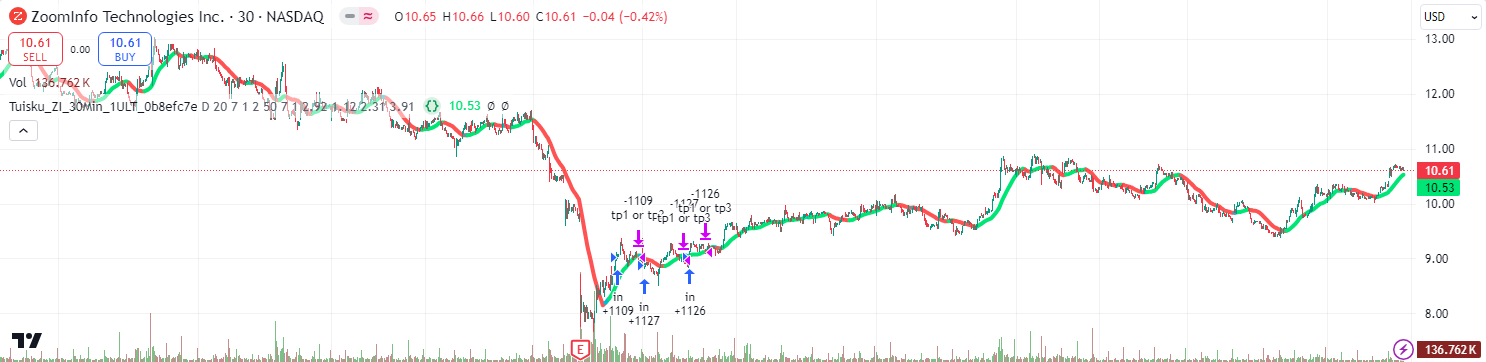 Z ZoomInfo Technologies Inc. · 30 · NASDAQ O10.65 H10.66 L10.60 C10.61 −0.04 (−0.42%)
USD
10.61 0.00 10.61
SELL BUY
Vol 136.762 K
Tuisku_ZI_30Min_1ULT_0b8efc7e D 20 7 1 2 50 7 1 2.92 1.12 2.31 3.91 {} 10.53 Ø Ø
13.00
12.00
11.00
10.61
10.53
10.00
9.00
8.00
136.762 K
-1126
-1109 -1127 tp1 or tp3
tp1 or tp3 tp1 or tp3
in in in
+1109 +1127 +1126
E